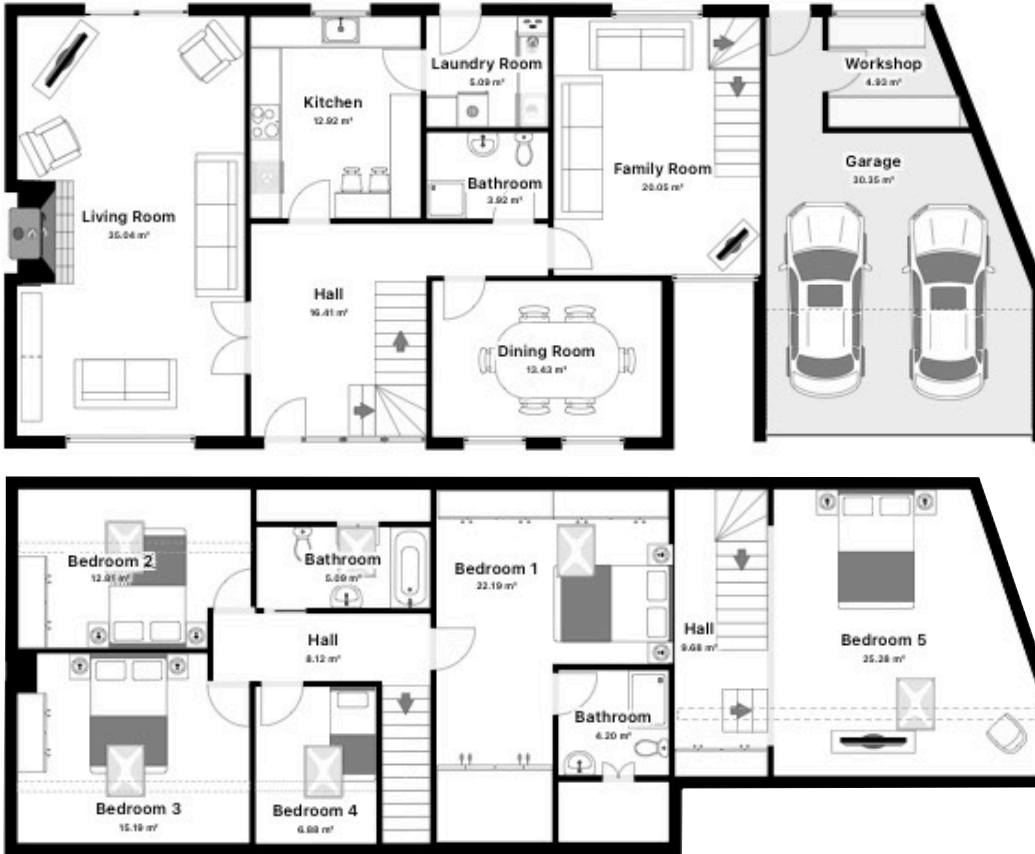 Living Room
35.04 m²
Kitchen
12.92 m²
Laundry Room
5.09 m²
Bathroom
3.92 m²
Family Room
20.05 m²
Workshop
4.93 m²
Garage
30.35 m²
Hall
16.41 m²
Dining Room
13.43 m²
Bedroom 2
12.81 m²
Bathroom
5.09 m²
Bedroom 1
22.19 m²
Hall
8.12 m²
Hall
9.68 m²
Bedroom 5
25.28 m²
Bathroom
4.20 m²
Bedroom 3
15.19 m²
Bedroom 4
6.88 m²